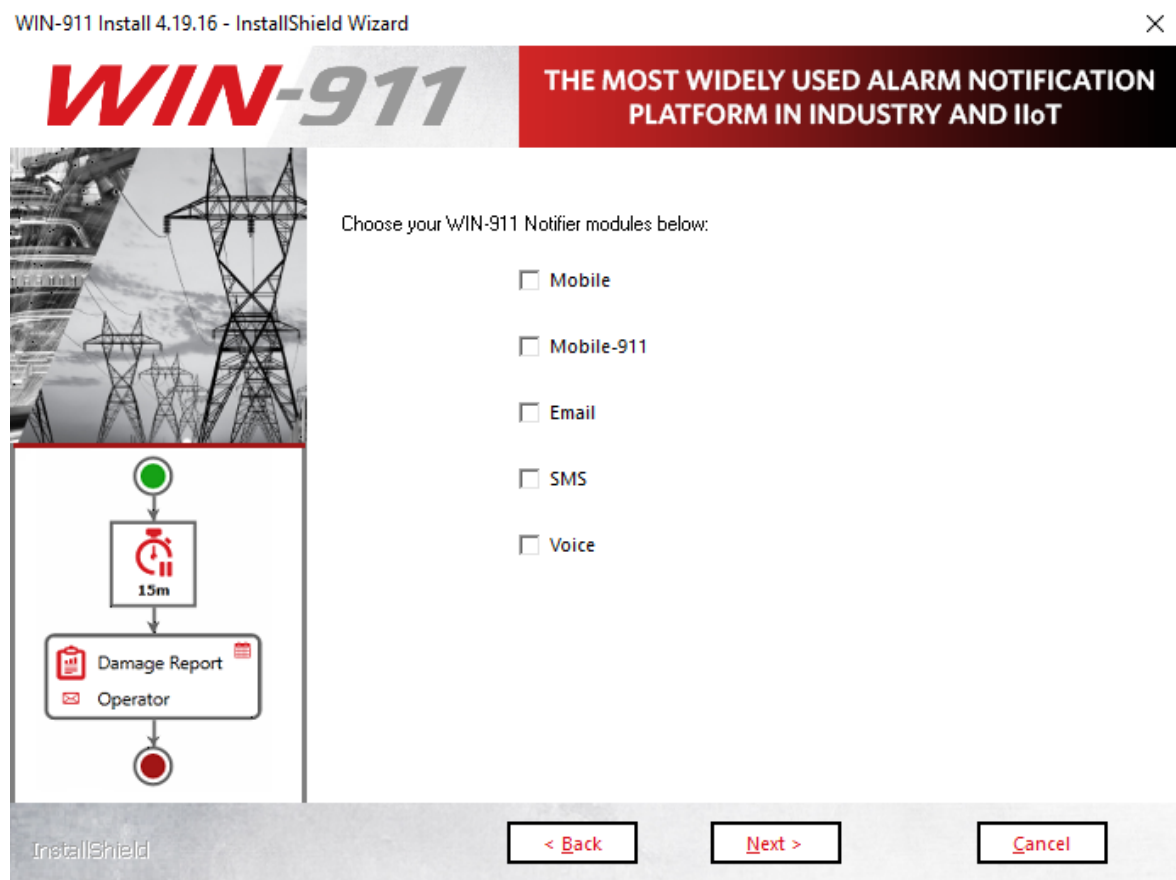 WIN-911 Install 4.19.16 - InstallShield Wizard
WIN-911
THE MOST WIDELY USED ALARM NOTIFICATION
PLATFORM IN INDUSTRY AND IIoT
Choose your WIN-911 Notifier modules below:
Mobile
Mobile-911
Email
SMS
Voice
15m
Damage Report
Operator
InstallShield
< Back
Next >
Cancel